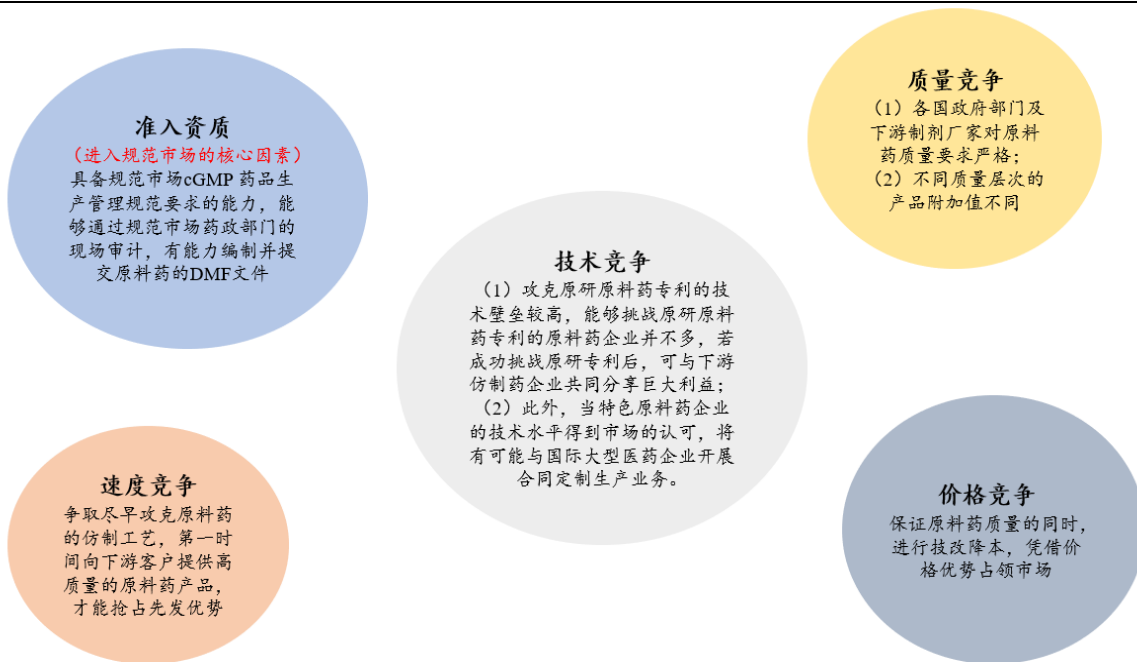 准入资质
（进入规范市场的核心因素）
具备规范市场cGMP 药品生
产管理规范要求的能力，能
够通过规范市场药政部门的
现场审计，有能力编制并提
交原料药的DMF文件
质量竞争
（1）各国政府部门及
下游制剂厂家对原料
药质量要求严格；
（2）不同质量层次的
产品附加值不同
技术竞争
（1）攻克原研原料药专利的技
术壁垒较高，能够挑战原研原料
药专利的原料药企业并不多，若
成功挑战原研专利后，可与下游
仿制药企业共同分享巨大利益；
（2）此外，当特色原料药企业
的技术水平得到市场的认可，将
有可能与国际大型医药企业开展
合同定制生产业务。
速度竞争
争取尽早攻克原料药
的仿制工艺，第一时
间向下游客户提供高
质量的原料药产品，
才能抢占先发优势
价格竞争
保证原料药质量的同时，
进行技改降本，凭借价
格优势占领市场